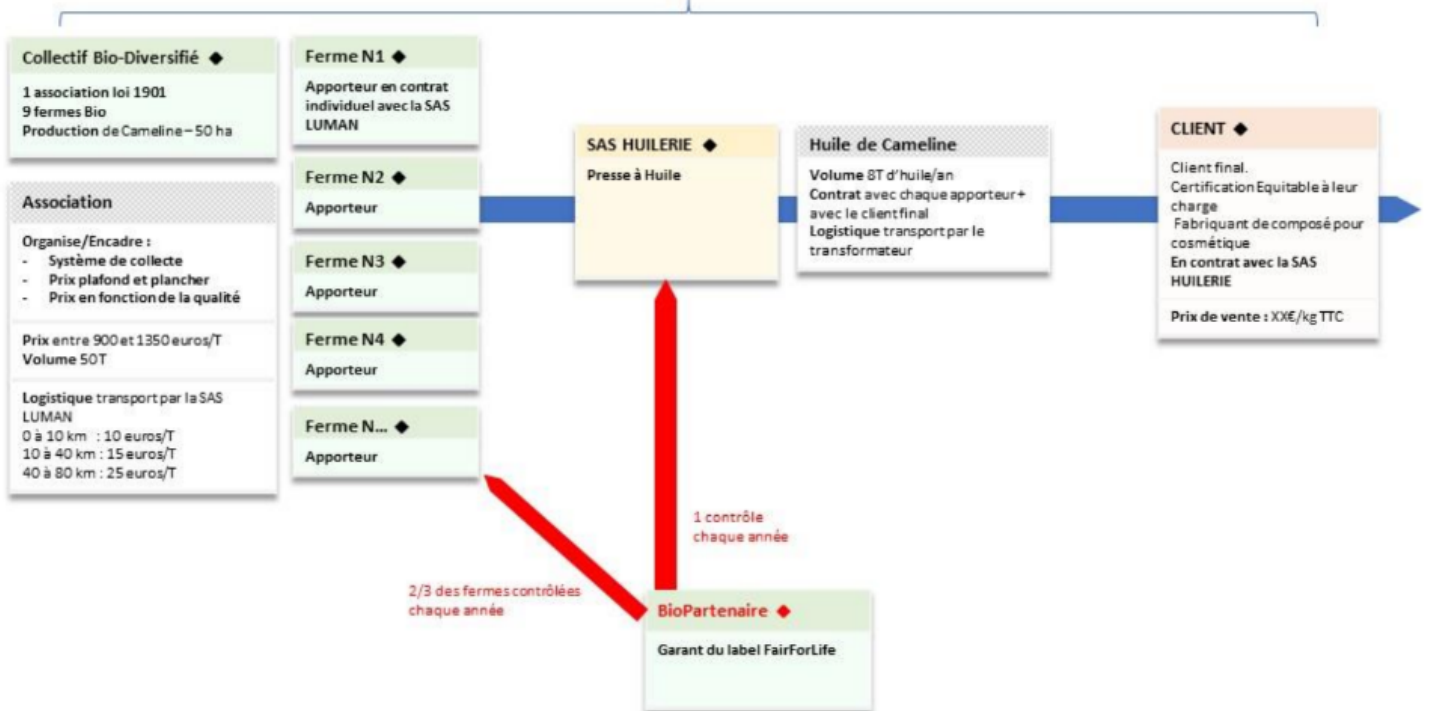 Collectif Bio-Diversifié ◆
1 association loi 1901
9 fermes Bio
Production de Cameline – 50 ha
Association
Organise/Encadre :
- Système de collecte
- Prix plafond et plancher
- Prix en fonction de la qualité
Prix entre 900 et 1350 euros/T
Volume 50T
Logistique transport par la SAS
LUMAN
0 à 10 km : 10 euros/T
10 à 40 km : 15 euros/T
40 à 80 km : 25 euros/T
Ferme N1 ◆
Apporteur en contrat
individuel avec la SAS
LUMAN
Ferme N2 ◆
Apporteur
Ferme N3 ◆
Apporteur
Ferme N4 ◆
Apporteur
Ferme N... ◆
Apporteur
SAS HUILERIE ◆
Presse à Huile
Huile de Cameline
Volume 8T d'huile/an
Contrat avec chaque apporteur +
avec le client final
Logistique transport par le
transformateur
CLIENT ◆
Client final.
Certification Equitable à leur
charge
Fabriquant de composé pour
cosmétique
En contrat avec la SAS
HUILERIE
Prix de vente : XX€/kg TTC
1 contrôle
chaque année
2/3 des fermes contrôlées
chaque année
BioPartenaire ◆
Garant du label FairForLife